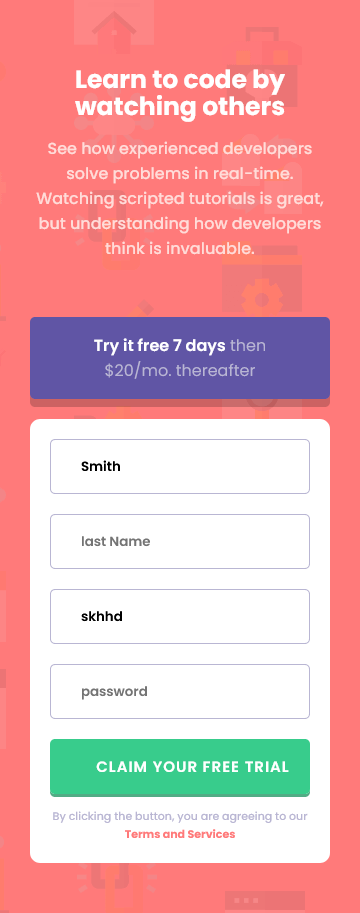 Learn to code by
watching others
See how experienced developers
solve problems in real-time.
Watching scripted tutorials is great,
but understanding how developers
think is invaluable.
Try it free 7 days then
$20/mo. thereafter
Smith
last Name
skhhd
password
CLAIM YOUR FREE TRIAL
By clicking the button, you are agreeing to our
Terms and Services